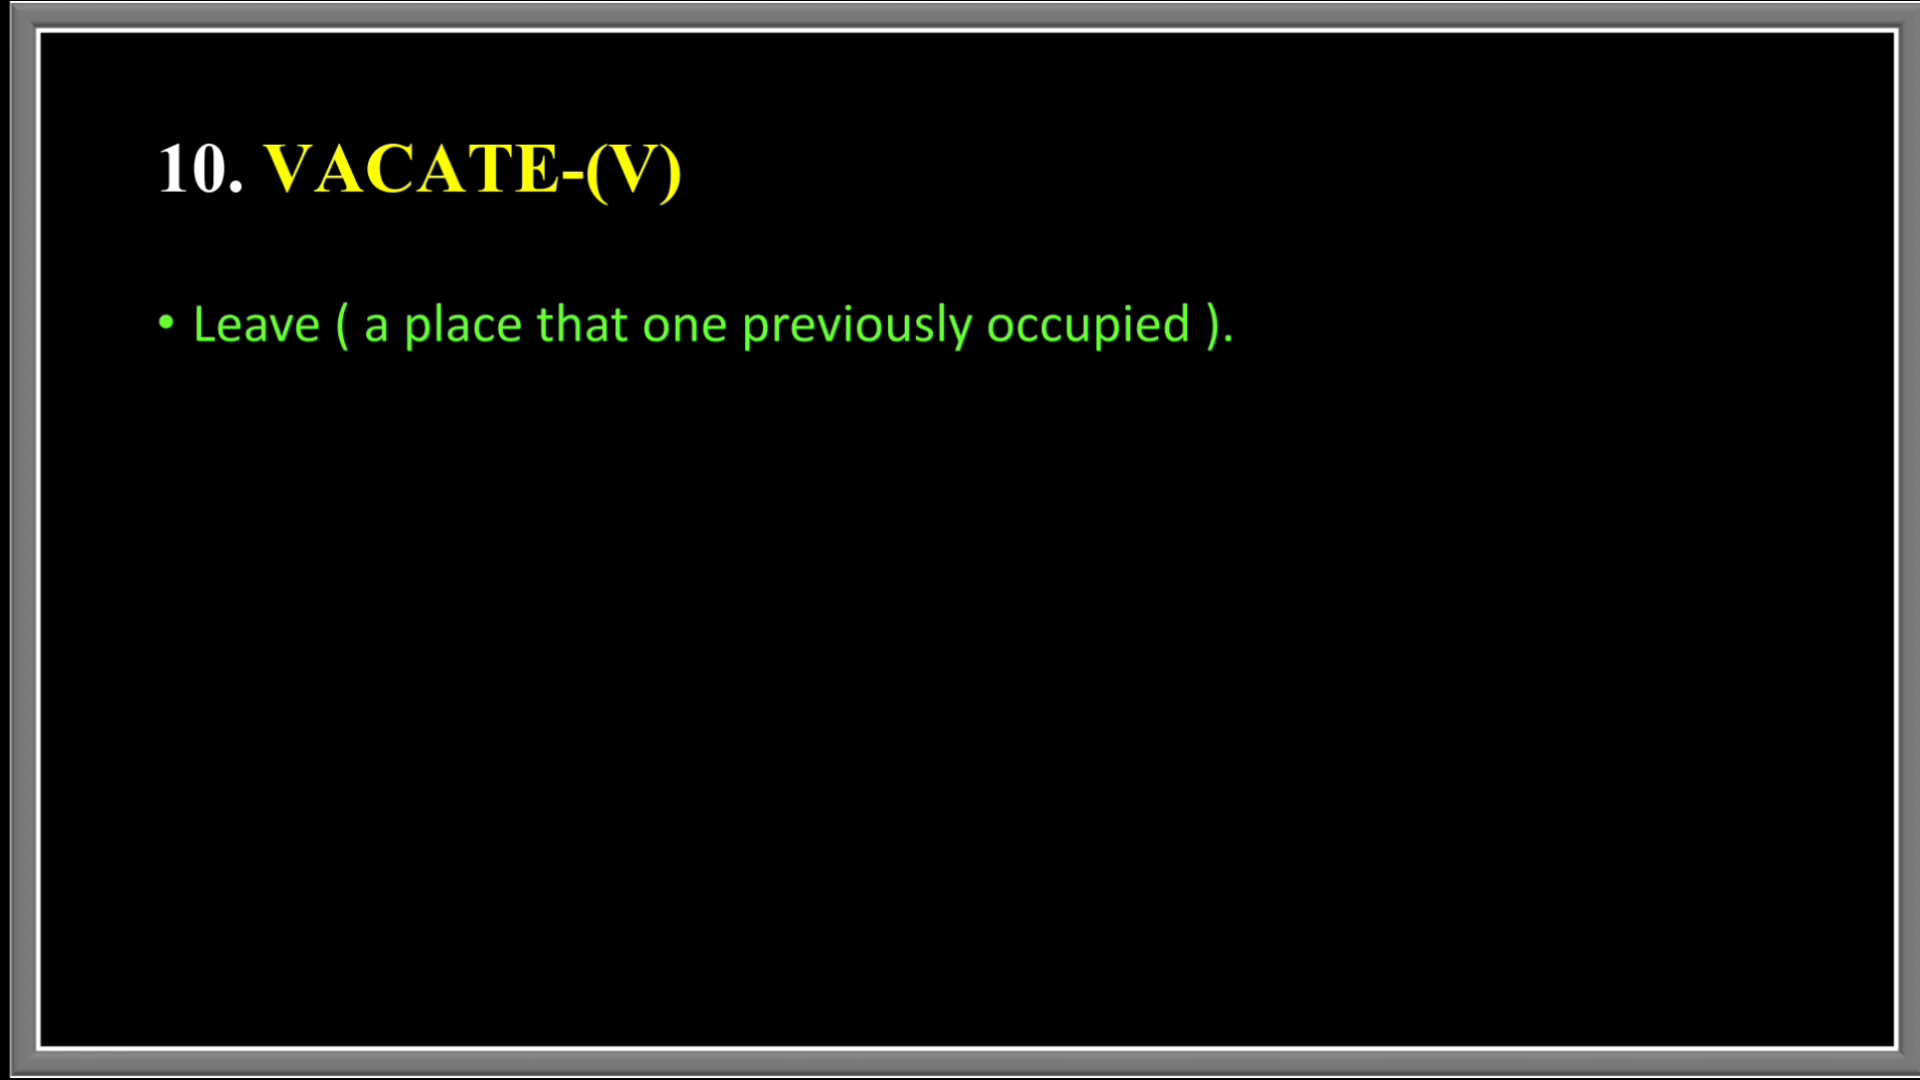 10. VACATE-(V)
• Leave ( a place that one previously occupied ).